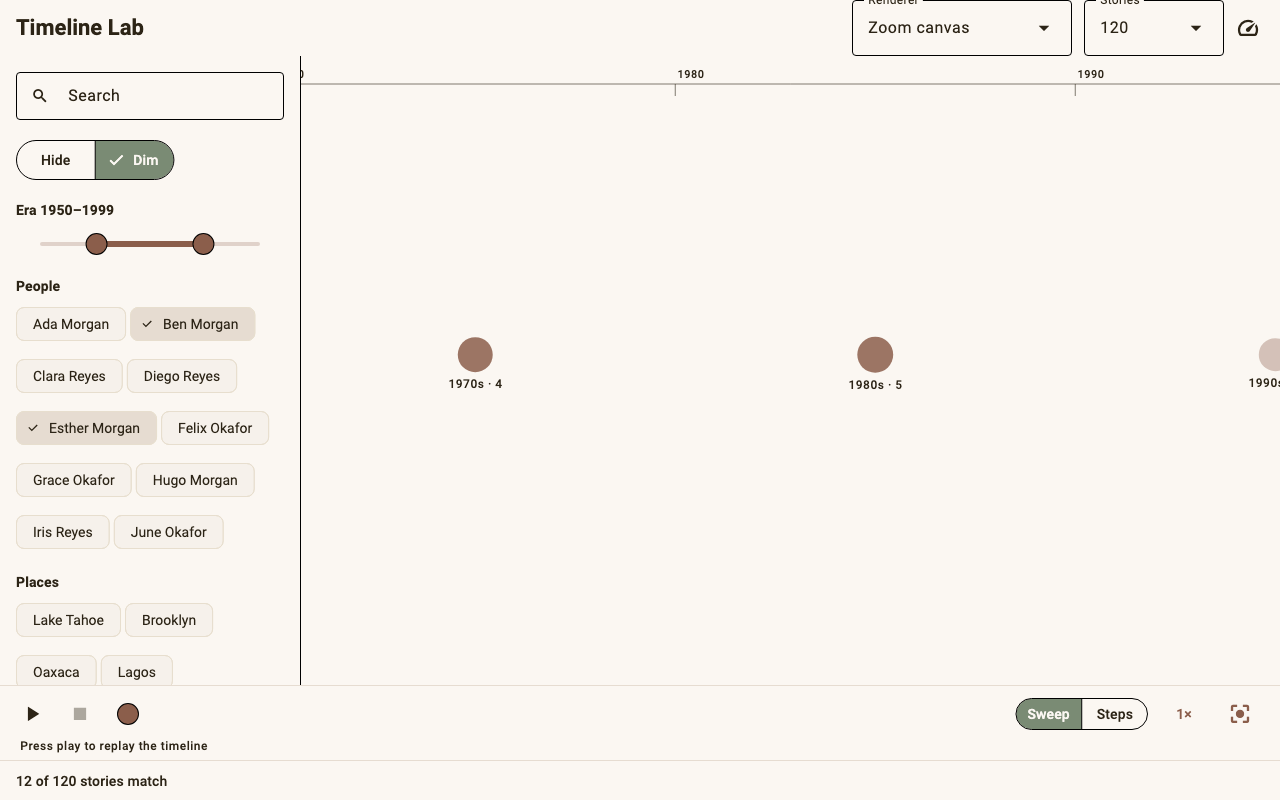 Timeline Lab
Renderer
Zoom canvas
Stories
120
Search
Hide
Dim
Era 1950–1999
People
Ada Morgan
Ben Morgan
Clara Reyes
Diego Reyes
Esther Morgan
Felix Okafor
Grace Okafor
Hugo Morgan
Iris Reyes
June Okafor
Places
Lake Tahoe
Brooklyn
Oaxaca
Lagos
1980
1990
1970s · 4
1980s · 5
1990s
Sweep
Steps
1×
Press play to replay the timeline
12 of 120 stories match